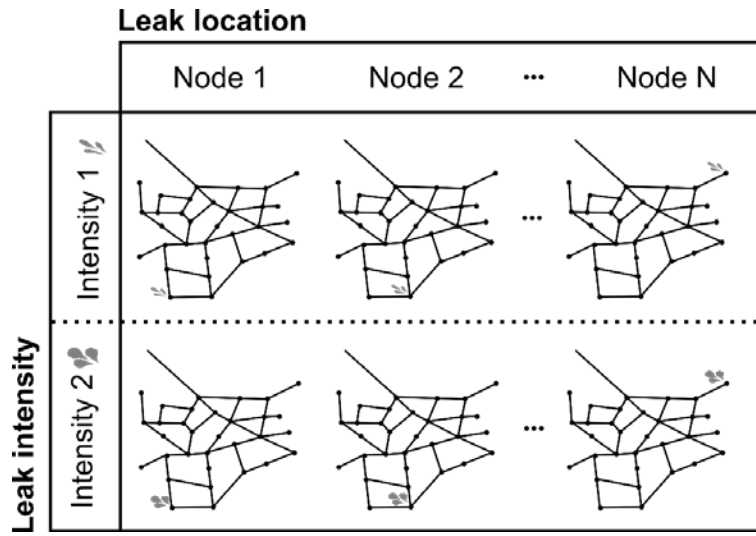 Leak location
Node 1 Node 2 ... Node N
Intensity 1
...
Leak intensity
Intensity 2
...